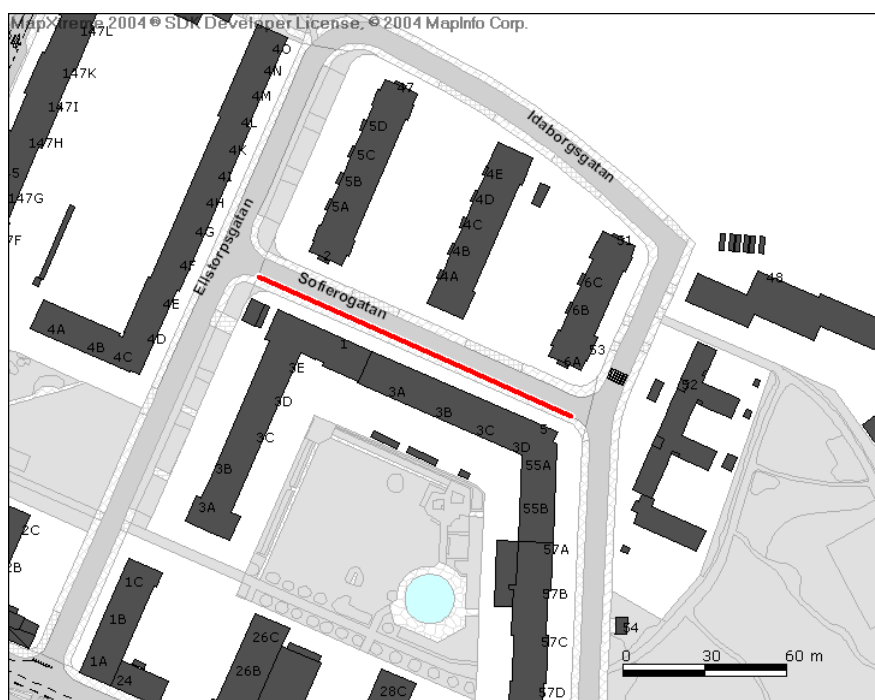 MapXtreme 2004 ® SDK Developer License, © 2004 MapInfo Corp.
147L
4O
147K
4N
47
4M
147I
4L
5D
Idaborgsgatan
147H
4K
5C
4E
5
4I
5B
4D
147G
4H
5A
4C
7F
4G
Ellstorpsgatan
4B
51
4F
2
4A
6C
48
4E
Sofierogatan
6B
4A
4D
4B
4C
1
53
6A
3E
3A
52
3D
3B
3C
3C
5
3D
3B
55A
3A
55B
2C
57A
2B
1C
57B
1B
26C
54
57C
1A
26B
24
28C
57D
0 30 60 m